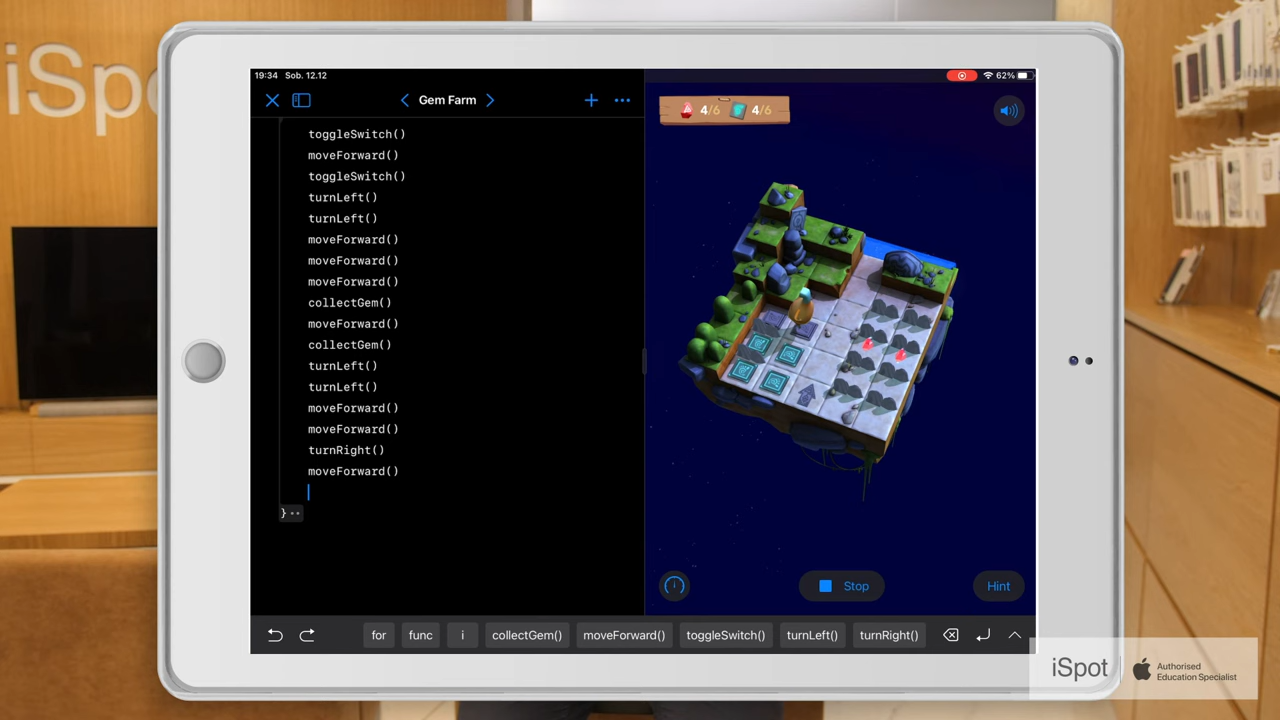 iSpot
19:34 Sob. 12.12
62%
Gem Farm
4/6 4/6
toggleSwitch()
moveForward()
toggleSwitch()
turnLeft()
turnLeft()
moveForward()
moveForward()
moveForward()
collectGem()
moveForward()
collectGem()
turnLeft()
turnLeft()
moveForward()
moveForward()
turnRight()
moveForward()
}
Stop
Hint
for func i collectGem() moveForward() toggleSwitch() turnLeft() turnRight()
iSpot
Authorised
Education Specialist